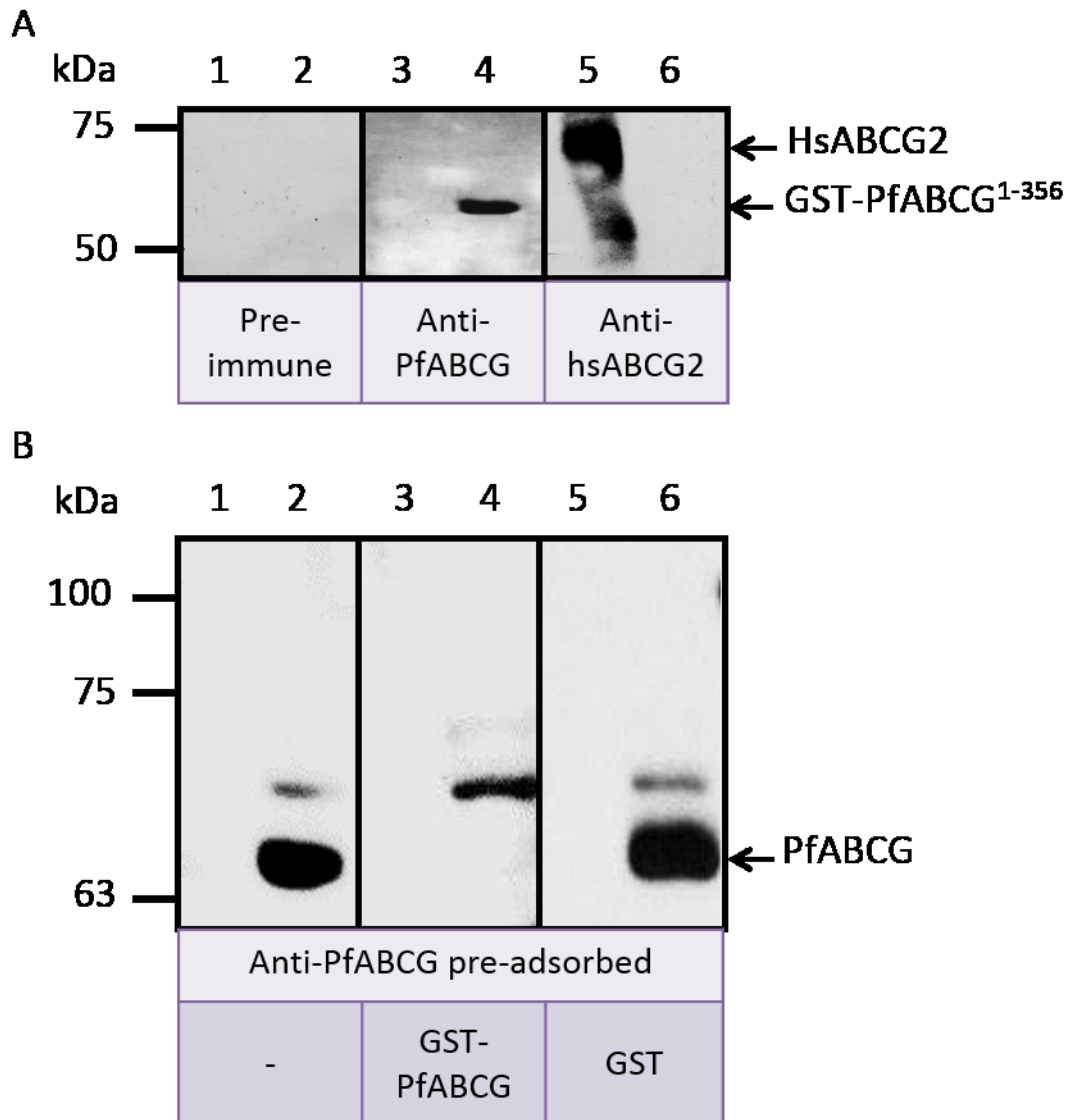 A
kDa 1 2 3 4 5 6
75
HsABCG2
GST-PfABCG¹⁻³⁵⁶
50
Pre-
immune
Anti-
PfABCG
Anti-
hsABCG2
B
kDa 1 2 3 4 5 6
100
75
PfABCG
63
Anti-PfABCG pre-adsorbed
-
GST-
PfABCG
GST